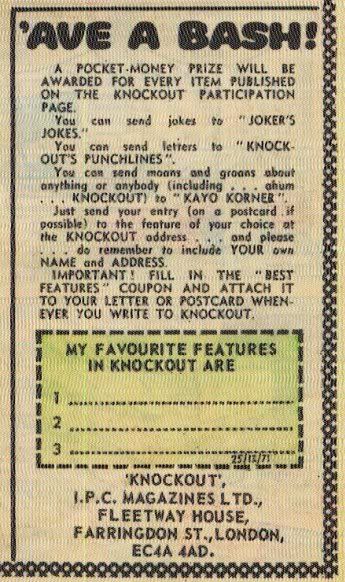 'AVE A BASH!
A POCKET-MONEY PRIZE WILL BE
AWARDED FOR EVERY ITEM PUBLISHED
ON THE KNOCKOUT PARTICIPATION
PAGE.
You can send jokes to "JOKER'S
JOKES."
You can send letters to "KNOCK-
OUT'S PUNCHLINES".
You can send moans and groans about
anything or anybody (including . . . ahum
. . . KNOCKOUT) to "KAYO KORNER".
Just send your entry (on a postcard if
possible) to the feature of your choice at
the KNOCKOUT address . . . and please
. . . do remember to include YOUR own
NAME and ADDRESS.
IMPORTANT! FILL IN THE "BEST
FEATURES" COUPON AND ATTACH IT
TO YOUR LETTER OR POSTCARD WHEN-
EVER YOU WRITE TO KNOCKOUT.
MY FAVOURITE FEATURES
IN KNOCKOUT ARE
1
2
3
25/12/71
'KNOCKOUT',
I.P.C. MAGAZINES LTD.,
FLEETWAY HOUSE,
FARRINGDON ST., LONDON,
EC4A 4AD.